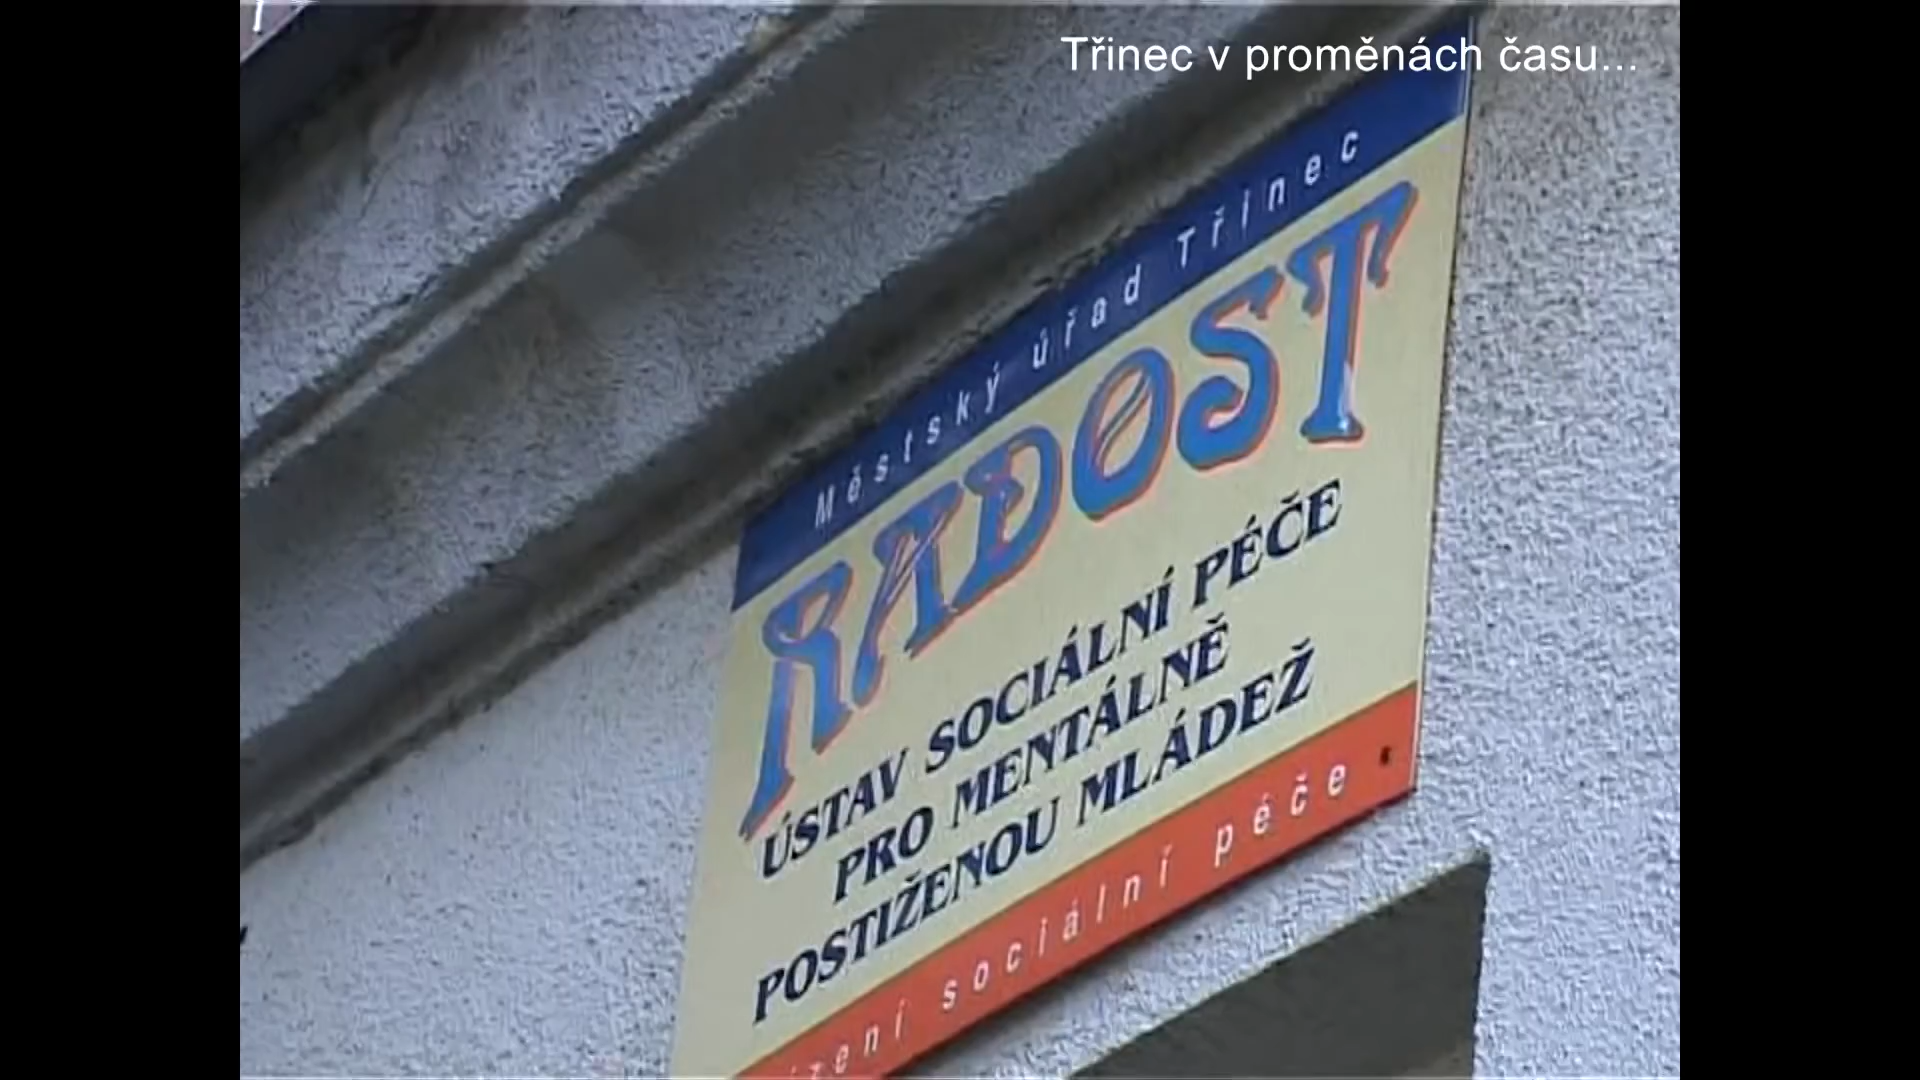 Třinec v proměnách času...
Městský úřad Třinec
RADOST
ÚSTAV SOCIÁLNÍ PÉČE
PRO MENTÁLNĚ
POSTIŽENOU MLÁDEŽ
sociální péče